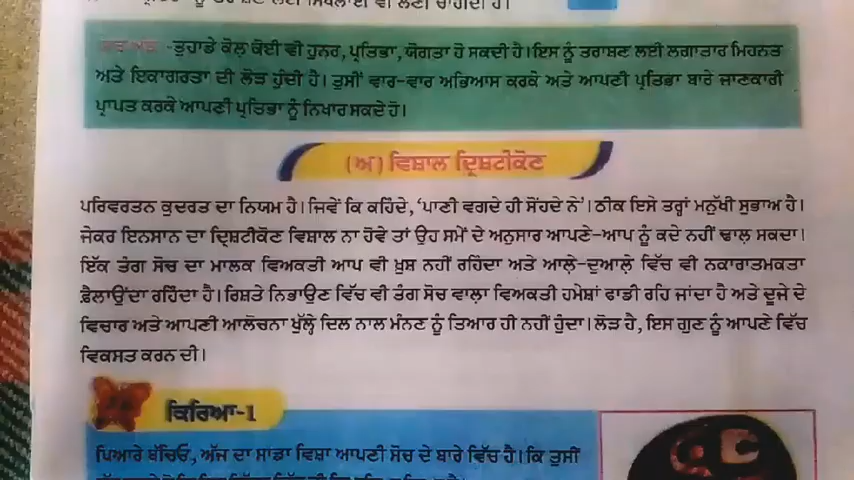 ਲਈ ਸਿਖਲਾਈ ਵੀ ਲੈਣੀ ਚਾਹੀਦੀ ਹੈ।
-ਤੁਹਾਡੇ ਕੋਲ ਕੋਈ ਵੀ ਹੁਨਰ, ਪ੍ਰਤਿਭਾ, ਯੋਗਤਾ ਹੋ ਸਕਦੀ ਹੈ। ਇਸ ਨੂੰ ਤਰਾਸ਼ਣ ਲਈ ਲਗਾਤਾਰ ਮਿਹਨਤ
ਅਤੇ ਇਕਾਗਰਤਾ ਦੀ ਲੋੜ ਹੁੰਦੀ ਹੈ। ਤੁਸੀਂ ਵਾਰ-ਵਾਰ ਅਭਿਆਸ ਕਰਕੇ ਅਤੇ ਆਪਣੀ ਪ੍ਰਤਿਭਾ ਬਾਰੇ ਜਾਣਕਾਰੀ
ਪ੍ਰਾਪਤ ਕਰਕੇ ਆਪਣੀ ਪ੍ਰਤਿਭਾ ਨੂੰ ਨਿਖਾਰ ਸਕਦੇ ਹੋ।
(ਅ) ਵਿਸ਼ਾਲ ਦ੍ਰਿਸ਼ਟੀਕੋਣ
ਪਰਿਵਰਤਨ ਕੁਦਰਤ ਦਾ ਨਿਯਮ ਹੈ। ਜਿਵੇਂ ਕਿ ਕਹਿੰਦੇ, ‘ਪਾਣੀ ਵਗਦੇ ਹੀ ਸੋਂਹਦੇ ਨੇ’। ਠੀਕ ਇਸੇ ਤਰ੍ਹਾਂ ਮਨੁੱਖੀ ਸੁਭਾਅ ਹੈ।
ਜੇਕਰ ਇਨਸਾਨ ਦਾ ਦ੍ਰਿਸ਼ਟੀਕੋਣ ਵਿਸ਼ਾਲ ਨਾ ਹੋਵੇ ਤਾਂ ਉਹ ਸਮੇਂ ਦੇ ਅਨੁਸਾਰ ਆਪਣੇ-ਆਪ ਨੂੰ ਕਦੇ ਨਹੀਂ ਢਾਲ਼ ਸਕਦਾ।
ਇੱਕ ਤੰਗ ਸੋਚ ਦਾ ਮਾਲਕ ਵਿਅਕਤੀ ਆਪ ਵੀ ਖ਼ੁਸ਼ ਨਹੀਂ ਰਹਿੰਦਾ ਅਤੇ ਆਲ਼ੇ-ਦੁਆਲ਼ੇ ਵਿੱਚ ਵੀ ਨਕਾਰਾਤਮਕਤਾ
ਫ਼ੈਲਾਉਂਦਾ ਰਹਿੰਦਾ ਹੈ। ਰਿਸ਼ਤੇ ਨਿਭਾਉਣ ਵਿੱਚ ਵੀ ਤੰਗ ਸੋਚ ਵਾਲ਼ਾ ਵਿਅਕਤੀ ਹਮੇਸ਼ਾਂ ਫਾਡੀ ਰਹਿ ਜਾਂਦਾ ਹੈ ਅਤੇ ਦੂਜੇ ਦੇ
ਵਿਚਾਰ ਅਤੇ ਆਪਣੀ ਆਲੋਚਨਾ ਖੁੱਲ੍ਹੇ ਦਿਲ ਨਾਲ ਮੰਨਣ ਨੂੰ ਤਿਆਰ ਹੀ ਨਹੀਂ ਹੁੰਦਾ। ਲੋੜ ਹੈ, ਇਸ ਗੁਣ ਨੂੰ ਆਪਣੇ ਵਿੱਚ
ਵਿਕਸਤ ਕਰਨ ਦੀ।
ਕਿਰਿਆ-1
ਪਿਆਰੇ ਬੱਚਿਓ, ਅੱਜ ਦਾ ਸਾਡਾ ਵਿਸ਼ਾ ਆਪਣੀ ਸੋਚ ਦੇ ਬਾਰੇ ਵਿੱਚ ਹੈ। ਕਿ ਤੁਸੀਂ